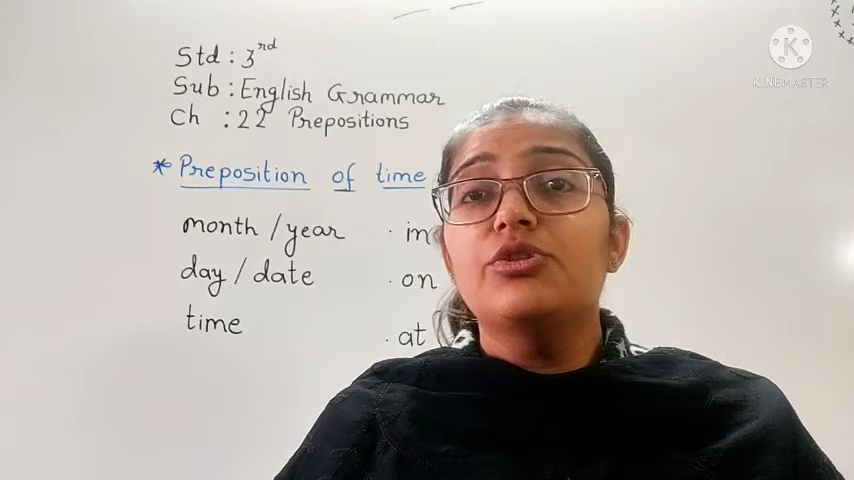 Std : 3rd
Sub : English Grammar
Ch : 22 Prepositions
* Preposition of time
month / year . in
day / date . on
time . at
K
KINEMASTER